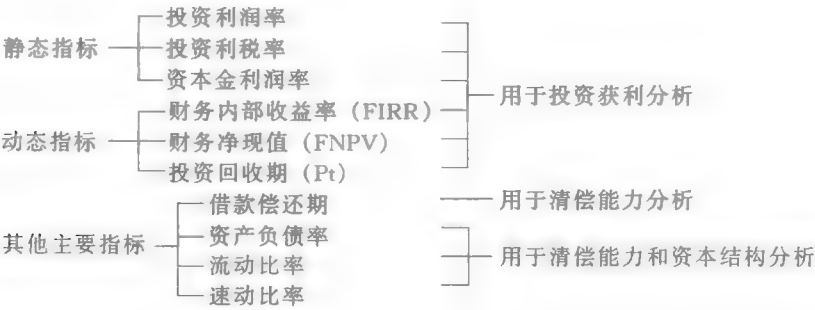 投资利润率
静态指标
投资利税率
资本金利润率
用于投资获利分析
财务内部收益率（FIRR）
动态指标
财务净现值（FNPV）
投资回收期（Pt）
借款偿还期
用于清偿能力分析
其他主要指标
资产负债率
流动比率
用于清偿能力和资本结构分析
速动比率